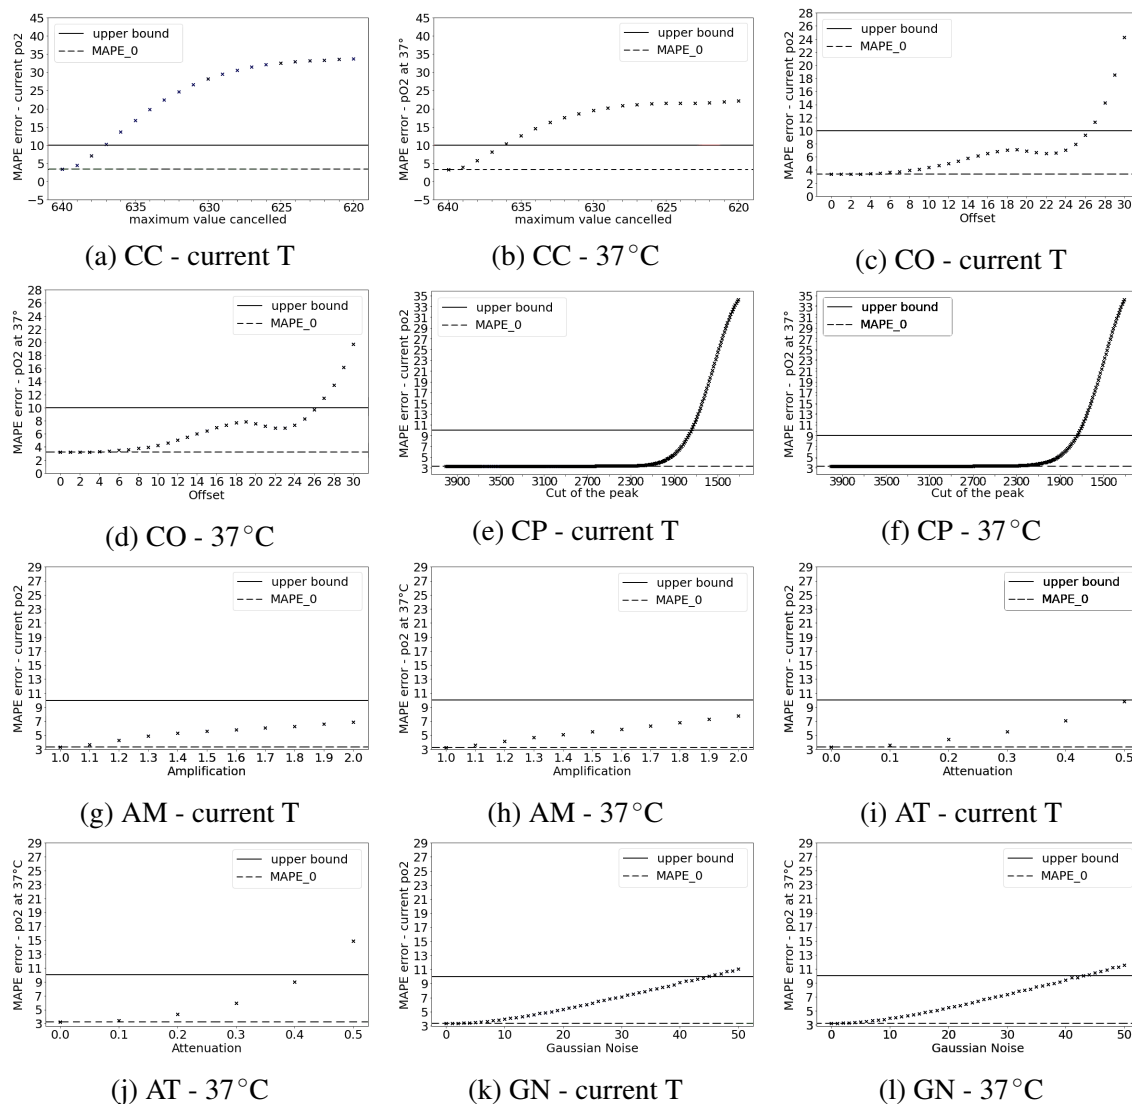 MAPE error - current po2
45
40
35
30
25
20
15
10
5
0
−5
upper bound
MAPE_0
640 635 630 625 620
maximum value cancelled
(a) CC - current T
MAPE error - pO2 at 37°
45
40
35
30
25
20
15
10
5
0
−5
upper bound
MAPE_0
640 635 630 625 620
maximum value cancelled
(b) CC - 37°C
MAPE error - current po2
28
26
24
22
20
18
16
14
12
10
8
6
4
2
0
upper bound
MAPE_0
0 2 4 6 8 10 12 14 16 18 20 22 24 26 28 30
Offset
(c) CO - current T
MAPE error - pO2 at 37°
28
26
24
22
20
18
16
14
12
10
8
6
4
2
0
upper bound
MAPE_0
0 2 4 6 8 10 12 14 16 18 20 22 24 26 28 30
Offset
(d) CO - 37°C
MAPE error - current po2
35
33
31
29
27
25
23
21
19
17
15
13
11
9
7
5
3
upper bound
MAPE_0
3900 3500 3100 2700 2300 1900 1500
Cut of the peak
(e) CP - current T
MAPE error - pO2 at 37°
35
33
31
29
27
25
23
21
19
17
15
13
11
9
7
5
3
upper bound
MAPE_0
3900 3500 3100 2700 2300 1900 1500
Cut of the peak
(f) CP - 37°C
MAPE error - current po2
29
27
25
23
21
19
17
15
13
11
9
7
5
3
upper bound
MAPE_0
1.0 1.1 1.2 1.3 1.4 1.5 1.6 1.7 1.8 1.9 2.0
Amplification
(g) AM - current T
MAPE error - po2 at 37°C
29
27
25
23
21
19
17
15
13
11
9
7
5
3
upper bound
MAPE_0
1.0 1.1 1.2 1.3 1.4 1.5 1.6 1.7 1.8 1.9 2.0
Amplification
(h) AM - 37°C
MAPE error - current po2
29
27
25
23
21
19
17
15
13
11
9
7
5
3
upper bound
MAPE_0
0.0 0.1 0.2 0.3 0.4 0.5
Attenuation
(i) AT - current T
MAPE error - po2 at 37°C
29
27
25
23
21
19
17
15
13
11
9
7
5
3
upper bound
MAPE_0
0.0 0.1 0.2 0.3 0.4 0.5
Attenuation
(j) AT - 37°C
MAPE error - current po2
29
27
25
23
21
19
17
15
13
11
9
7
5
3
upper bound
MAPE_0
0 10 20 30 40 50
Gaussian Noise
(k) GN - current T
MAPE error - po2 at 37°C
29
27
25
23
21
19
17
15
13
11
9
7
5
3
upper bound
MAPE_0
0 10 20 30 40 50
Gaussian Noise
(l) GN - 37°C